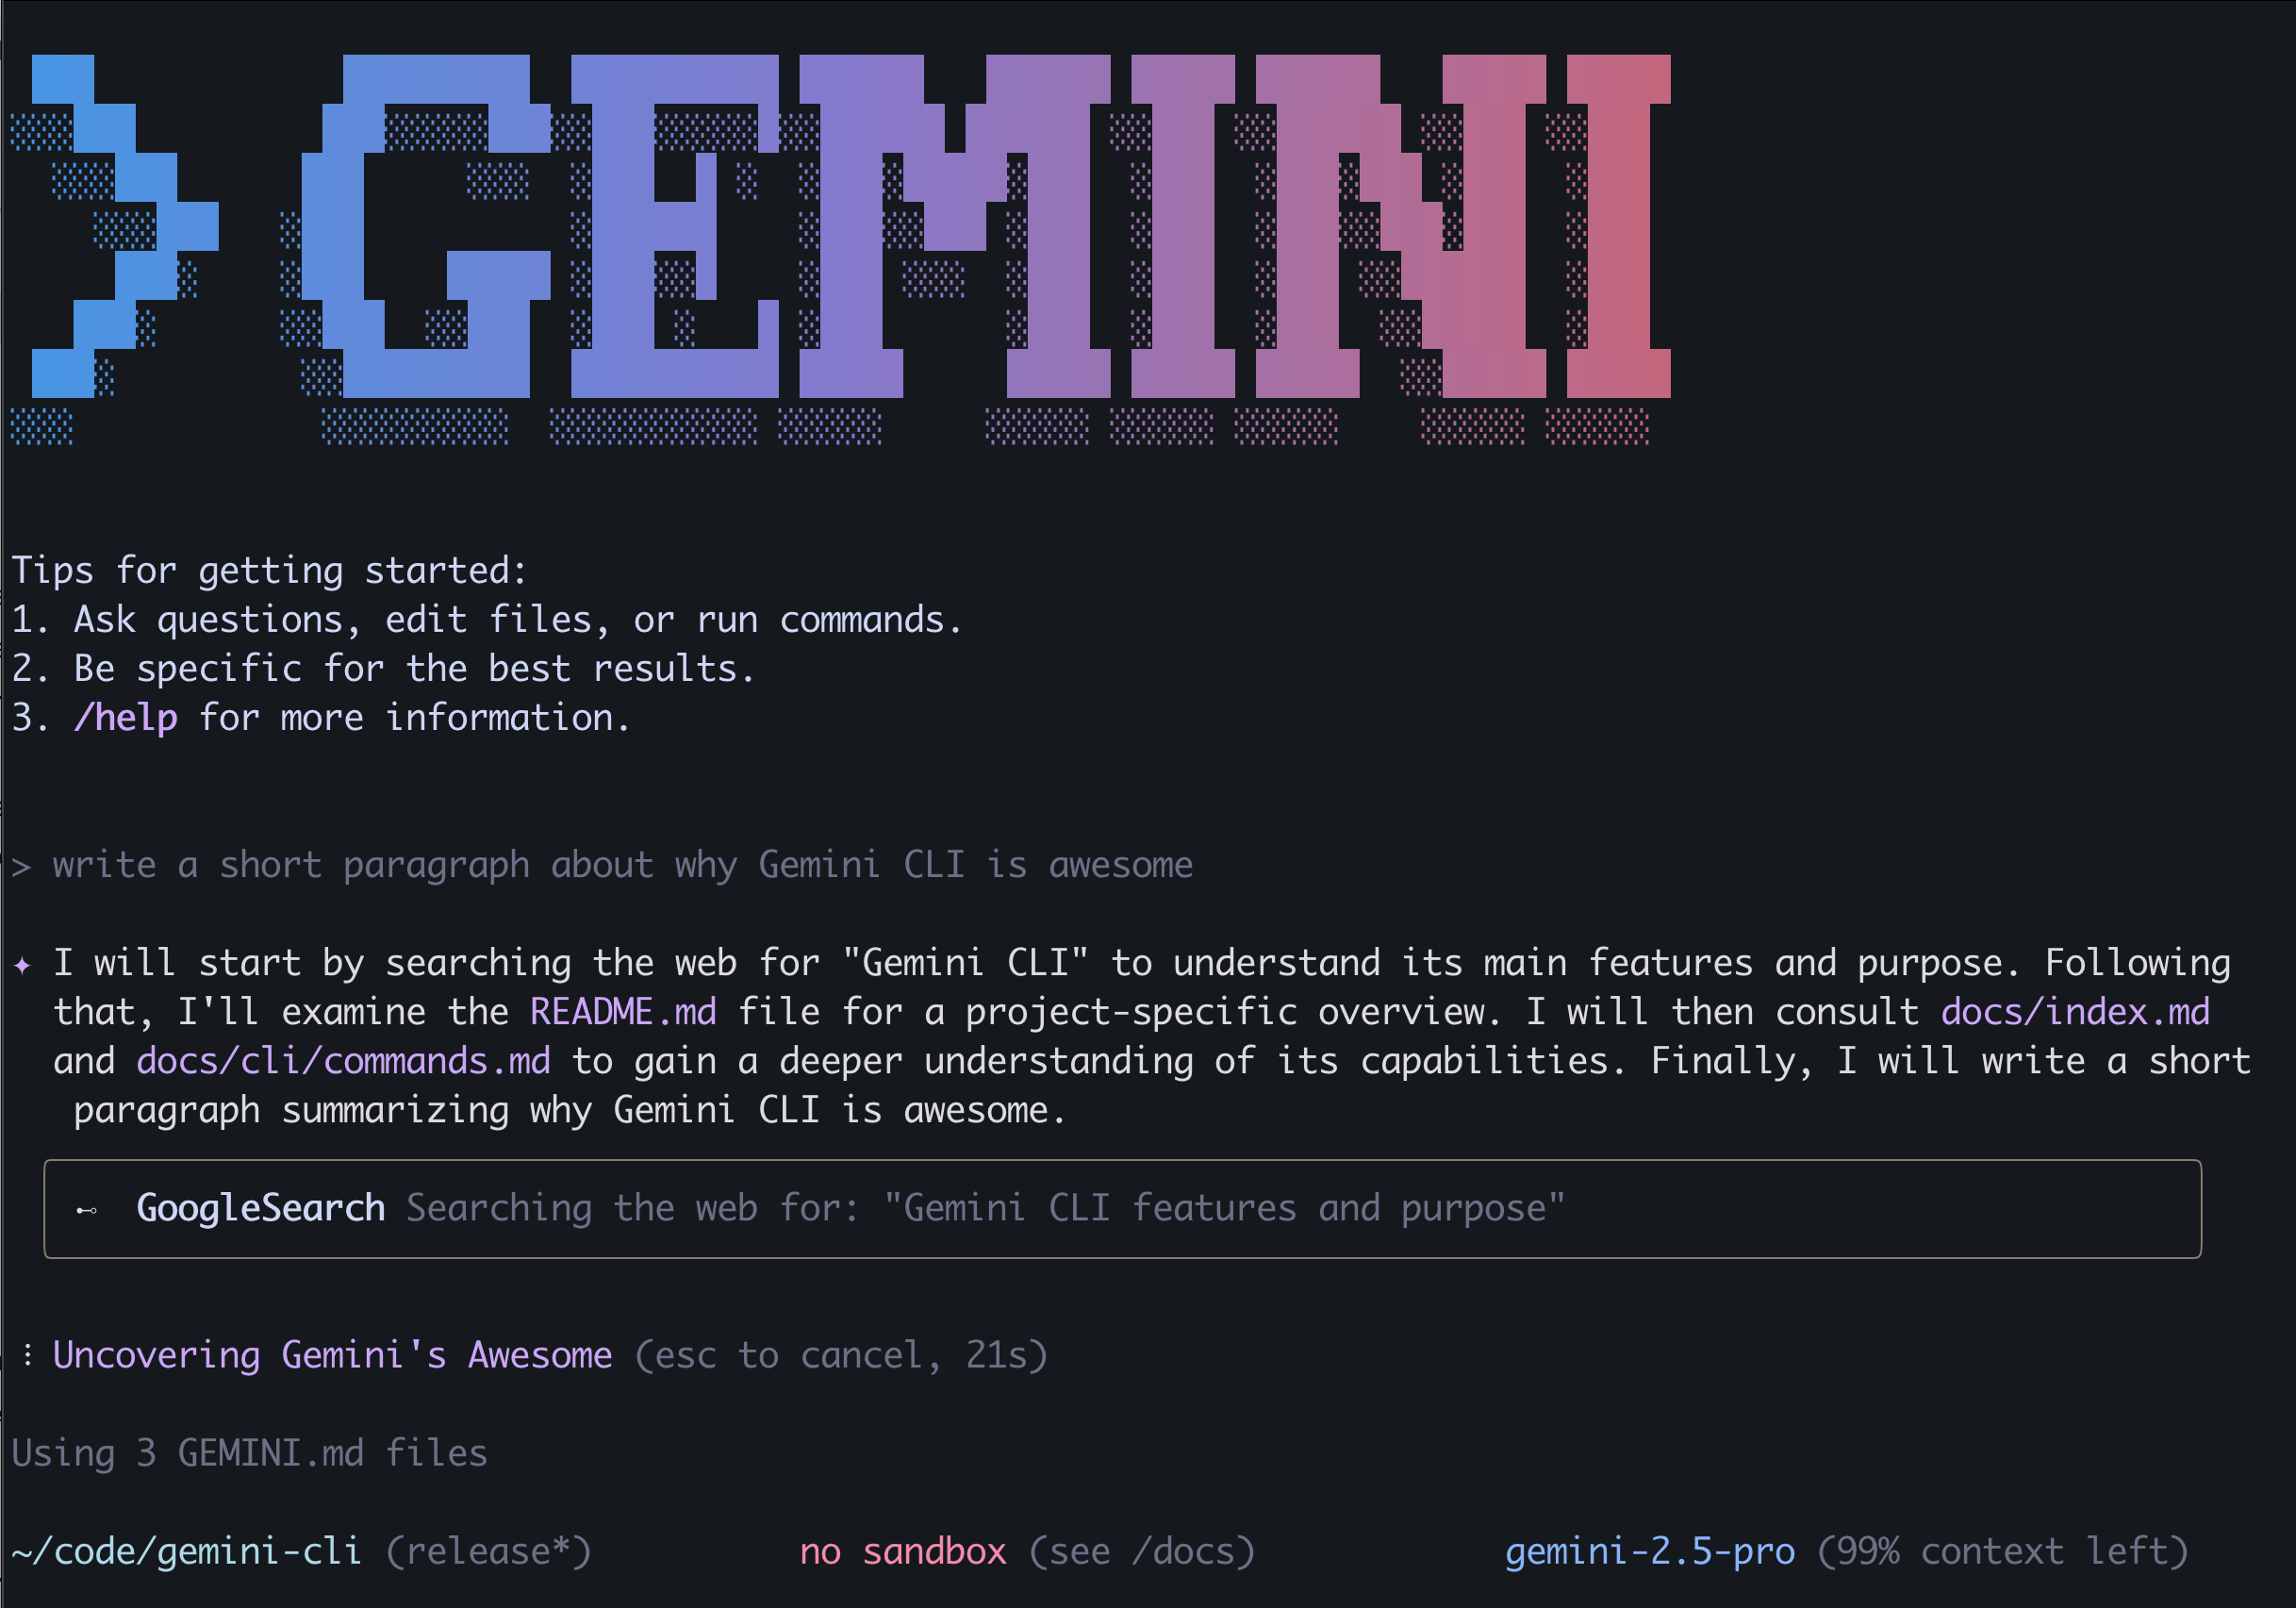 > GEMINI
Tips for getting started:
1. Ask questions, edit files, or run commands.
2. Be specific for the best results.
3. /help for more information.
> write a short paragraph about why Gemini CLI is awesome
✦ I will start by searching the web for "Gemini CLI" to understand its main features and purpose. Following
that, I'll examine the README.md file for a project-specific overview. I will then consult docs/index.md
and docs/cli/commands.md to gain a deeper understanding of its capabilities. Finally, I will write a short
paragraph summarizing why Gemini CLI is awesome.
⊷ GoogleSearch Searching the web for: "Gemini CLI features and purpose"
⠸ Uncovering Gemini's Awesome (esc to cancel, 21s)
Using 3 GEMINI.md files
~/code/gemini-cli (release*) no sandbox (see /docs) gemini-2.5-pro (99% context left)